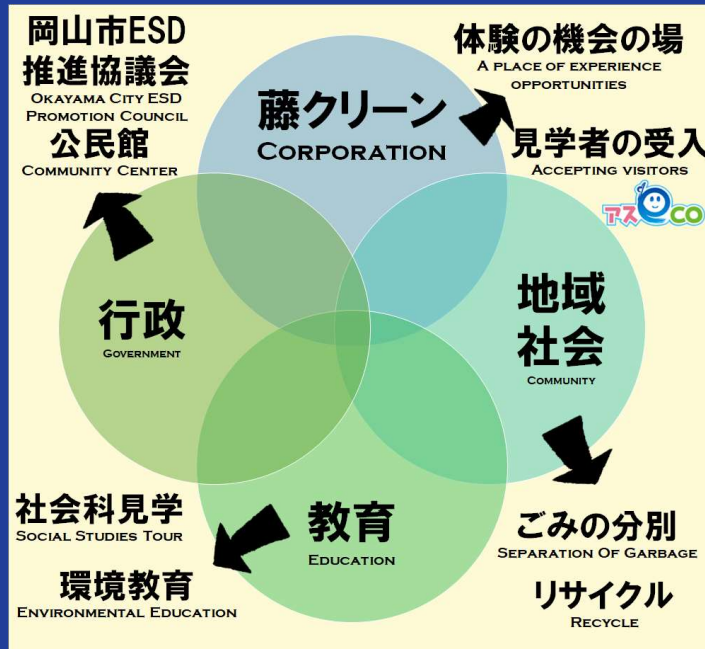 岡山市ESD
推進協議会
OKAYAMA CITY ESD
PROMOTION COUNCIL
公民館
COMMUNITY CENTER
藤クリーン
CORPORATION
体験の機会の場
A PLACE OF EXPERIENCE
OPPORTUNITIES
見学者の受入
ACCEPTING VISITORS
アスeco
行政
GOVERNMENT
地域
社会
COMMUNITY
社会科見学
SOCIAL STUDIES TOUR
環境教育
ENVIRONMENTAL EDUCATION
教育
EDUCATION
ごみの分別
SEPARATION OF GARBAGE
リサイクル
RECYCLE